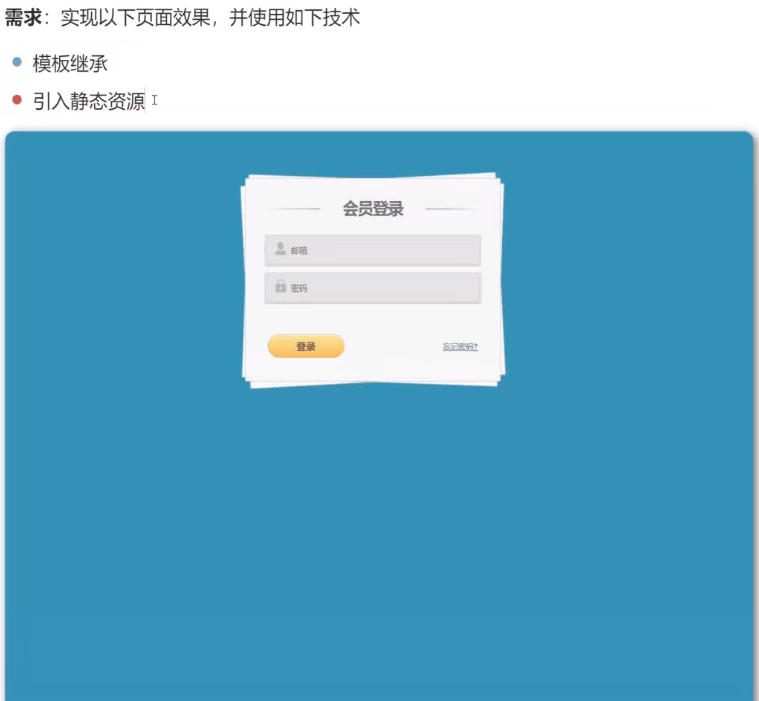 需求：实现以下页面效果，并使用如下技术
模板继承
引入静态资源
会员登录
邮箱
密码
登录
忘记密码?